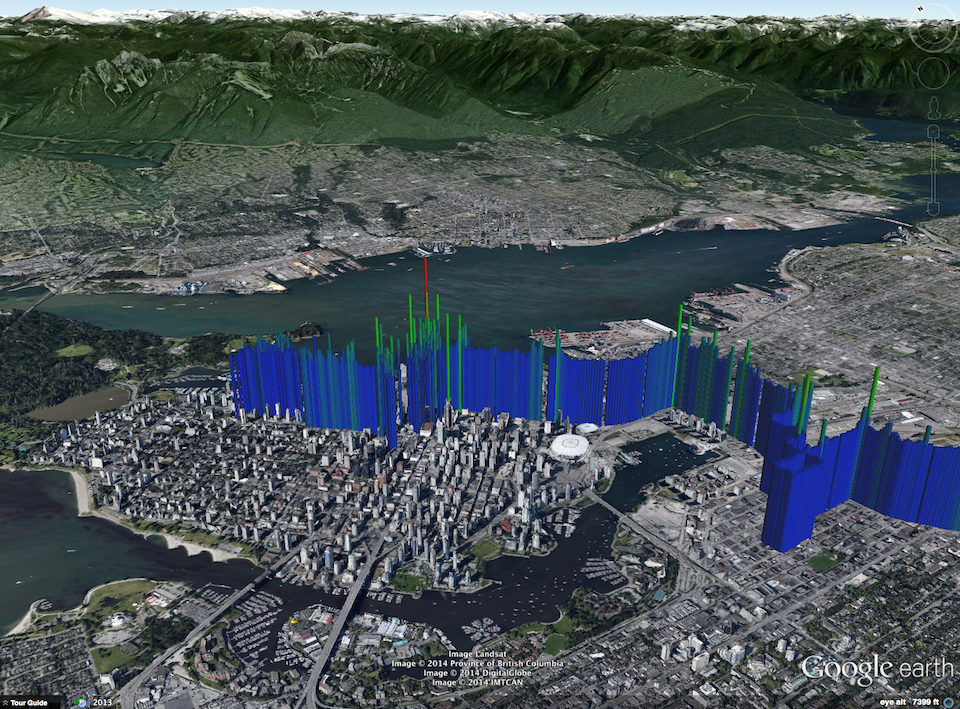 Image Landsat
Image © 2014 Province of British Columbia
Image © 2014 DigitalGlobe
Image © 2014 IMTCAN
Google earth
Tour Guide
2013
eye alt 7399 ft